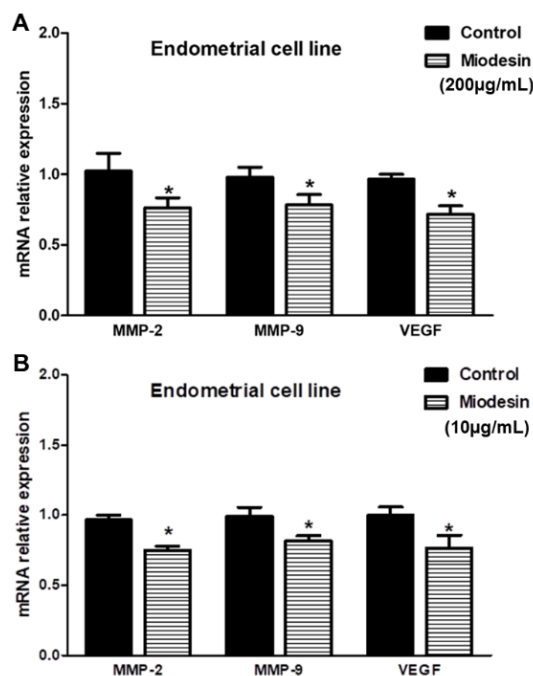 A
Endometrial cell line
Control
Miodesin
(200µg/mL)
mRNA relative expression
2.0
1.5
1.0
0.5
0.0
*
*
*
MMP-2 MMP-9 VEGF
B
Endometrial cell line
Control
Miodesin
(10µg/mL)
mRNA relative expression
2.0
1.5
1.0
0.5
0.0
*
*
*
MMP-2 MMP-9 VEGF